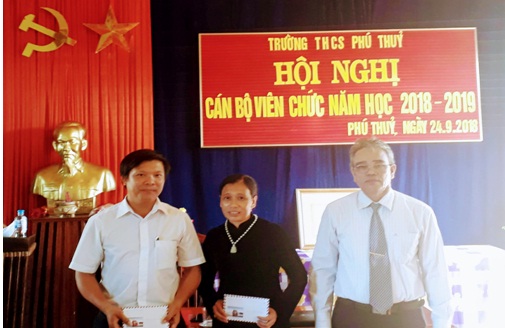 TRƯỜNG THCS PHÚ THUỶ
HỘI NGHỊ
CÁN BỘ VIÊN CHỨC NĂM HỌC 2018 - 2019
PHÚ THUỶ, NGÀY 24.9.2018